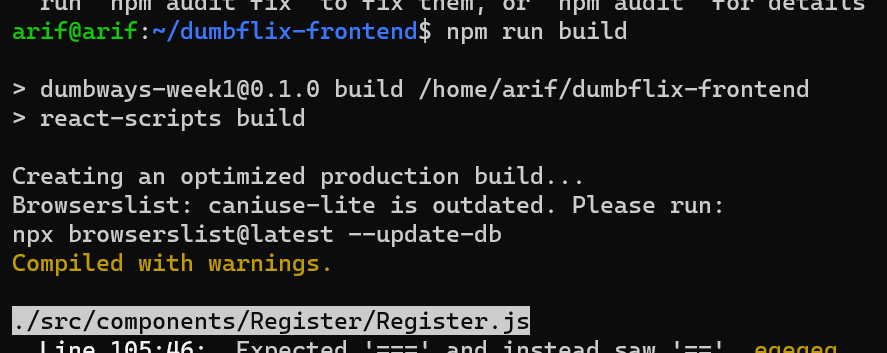 run `npm audit fix` to fix them, or `npm audit` for details
arif@arif:~/dumbflix-frontend$ npm run build
> dumbways-week1@0.1.0 build /home/arif/dumbflix-frontend
> react-scripts build
Creating an optimized production build...
Browserslist: caniuse-lite is outdated. Please run:
npx browserslist@latest --update-db
Compiled with warnings.
./src/components/Register/Register.js
Line 105:46: Expected '===' and instead saw '==' eqeqeq